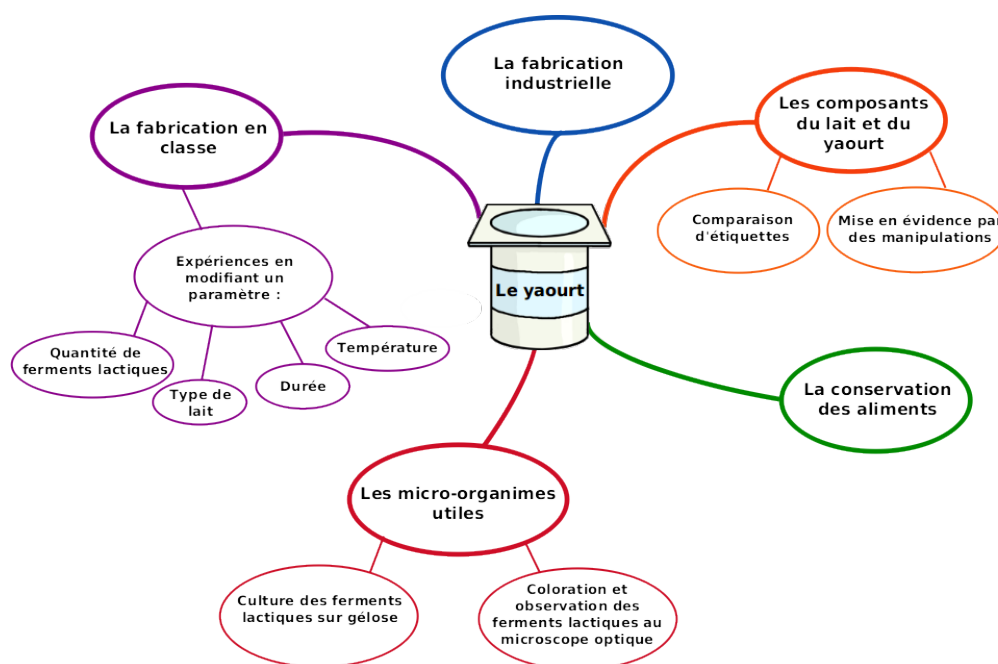 La fabrication
industrielle
La fabrication en
classe
Les composants
du lait et du
yaourt
Comparaison
d'étiquettes
Mise en évidence par
des manipulations
Expériences en
modifiant un
paramètre :
Le yaourt
Quantité de
ferments lactiques
Type de
lait
Durée
Température
La conservation
des aliments
Les micro-organimes
utiles
Culture des ferments
lactiques sur gélose
Coloration et
observation des
ferments lactiques au
microscope optique